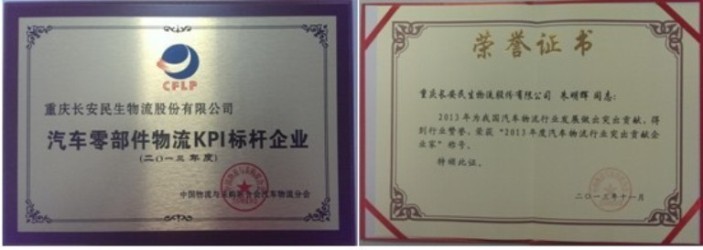 CFLP
重庆长安民生物流股份有限公司
汽车零部件物流KPI标杆企业
(二〇一三年度)
中国物流与采购联合会汽车物流分会
荣誉证书
重庆长安民生物流股份有限公司 朱明辉 同志:
2013年为我国汽车物流行业发展做出突出贡献,得
到行业赞誉。荣获“2013年度汽车物流行业突出贡献企
业家”称号。
特颁此证。
二〇一三年十一月